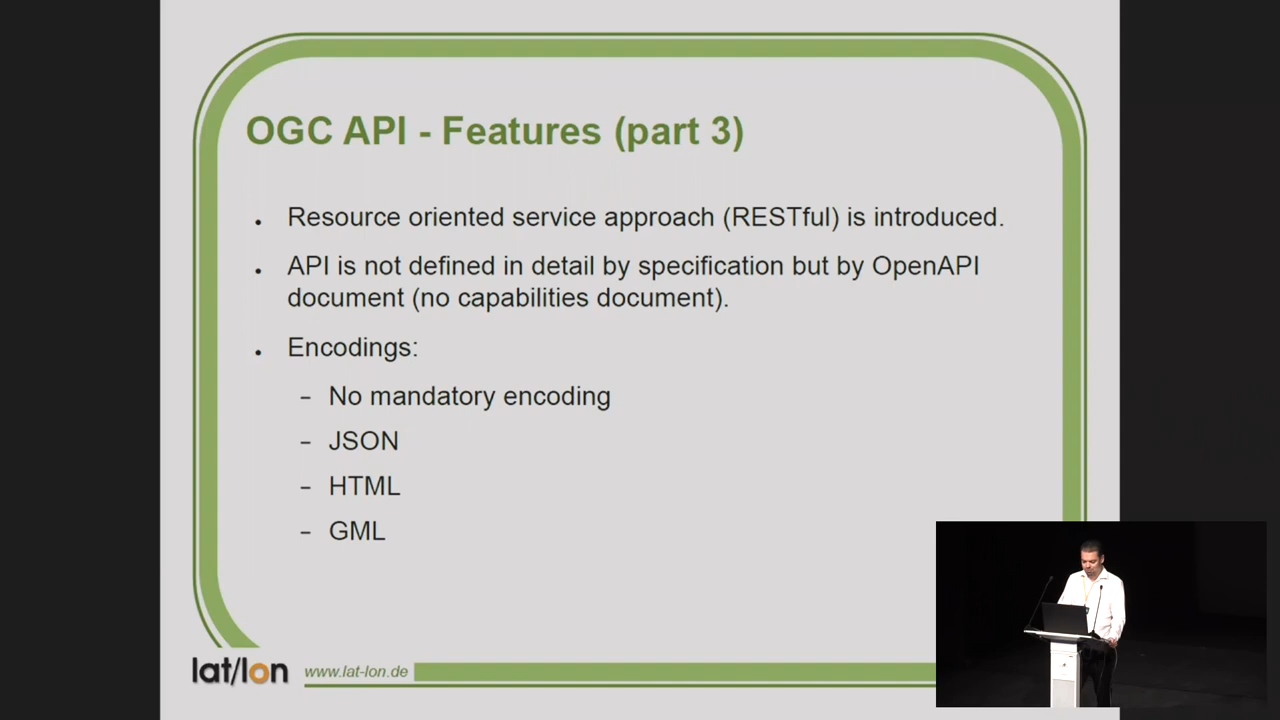 OGC API - Features (part 3)
• Resource oriented service approach (RESTful) is introduced.
• API is not defined in detail by specification but by OpenAPI
document (no capabilities document).
• Encodings:
– No mandatory encoding
– JSON
– HTML
– GML
lat/lon
www.lat-lon.de